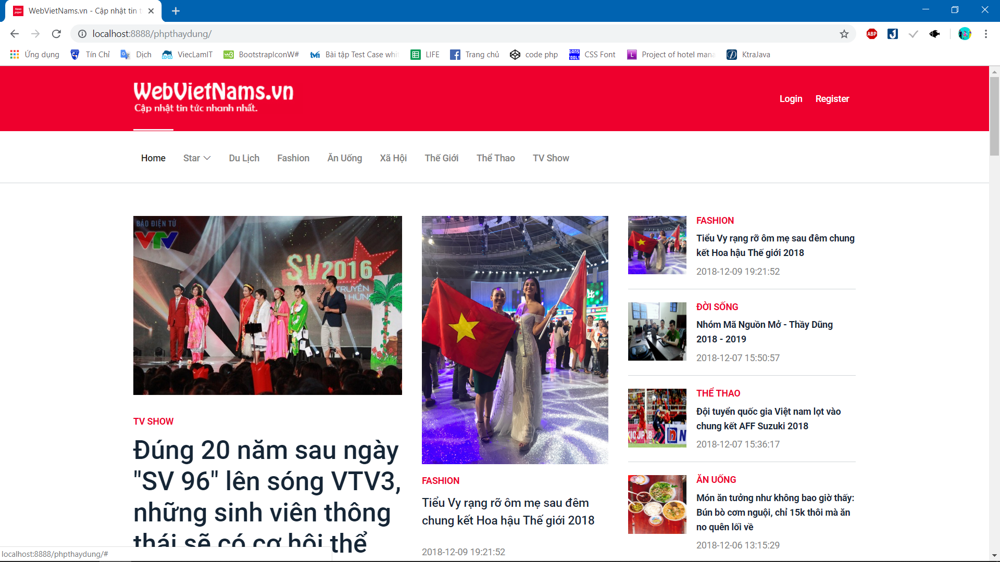 WebVietNams.vn - Cập nhật tin t
localhost:8888/phpthaydung/
ABP
Ứng dụng
Tín Chỉ
Dịch
ViecLamIT
BootstrapIconW#
Bài tập Test Case whi
LIFE
Trang chủ
code php
CSS Font
Project of hotel mana
KtraJava
WebVietNams.vn
Cập nhật tin tức nhanh nhất.
Login
Register
Home
Star
Du Lịch
Fashion
Ăn Uống
Xã Hội
Thế Giới
Thể Thao
TV Show
BÁO ĐIỆN TỬ
VTV
SV2016
TRUYỀN
HỨNG
TV SHOW
Đúng 20 năm sau ngày
"SV 96" lên sóng VTV3,
những sinh viên thông
thái sẽ có cơ hội thể
FASHION
Tiểu Vy rạng rỡ ôm mẹ sau đêm
chung kết Hoa hậu Thế giới 2018
2018-12-09 19:21:52
FASHION
Tiểu Vy rạng rỡ ôm mẹ sau đêm chung
kết Hoa hậu Thế giới 2018
2018-12-09 19:21:52
ĐỜI SỐNG
Nhóm Mã Nguồn Mở - Thầy Dũng
2018 - 2019
2018-12-07 15:50:57
THỂ THAO
Đội tuyển quốc gia Việt nam lọt vào
chung kết AFF Suzuki 2018
2018-12-07 15:36:17
ĂN UỐNG
Món ăn tưởng như không bao giờ thấy:
Bún bò cơm nguội, chỉ 15k thôi mà ăn
no quên lối về
2018-12-06 13:15:29
localhost:8888/phpthaydung/#